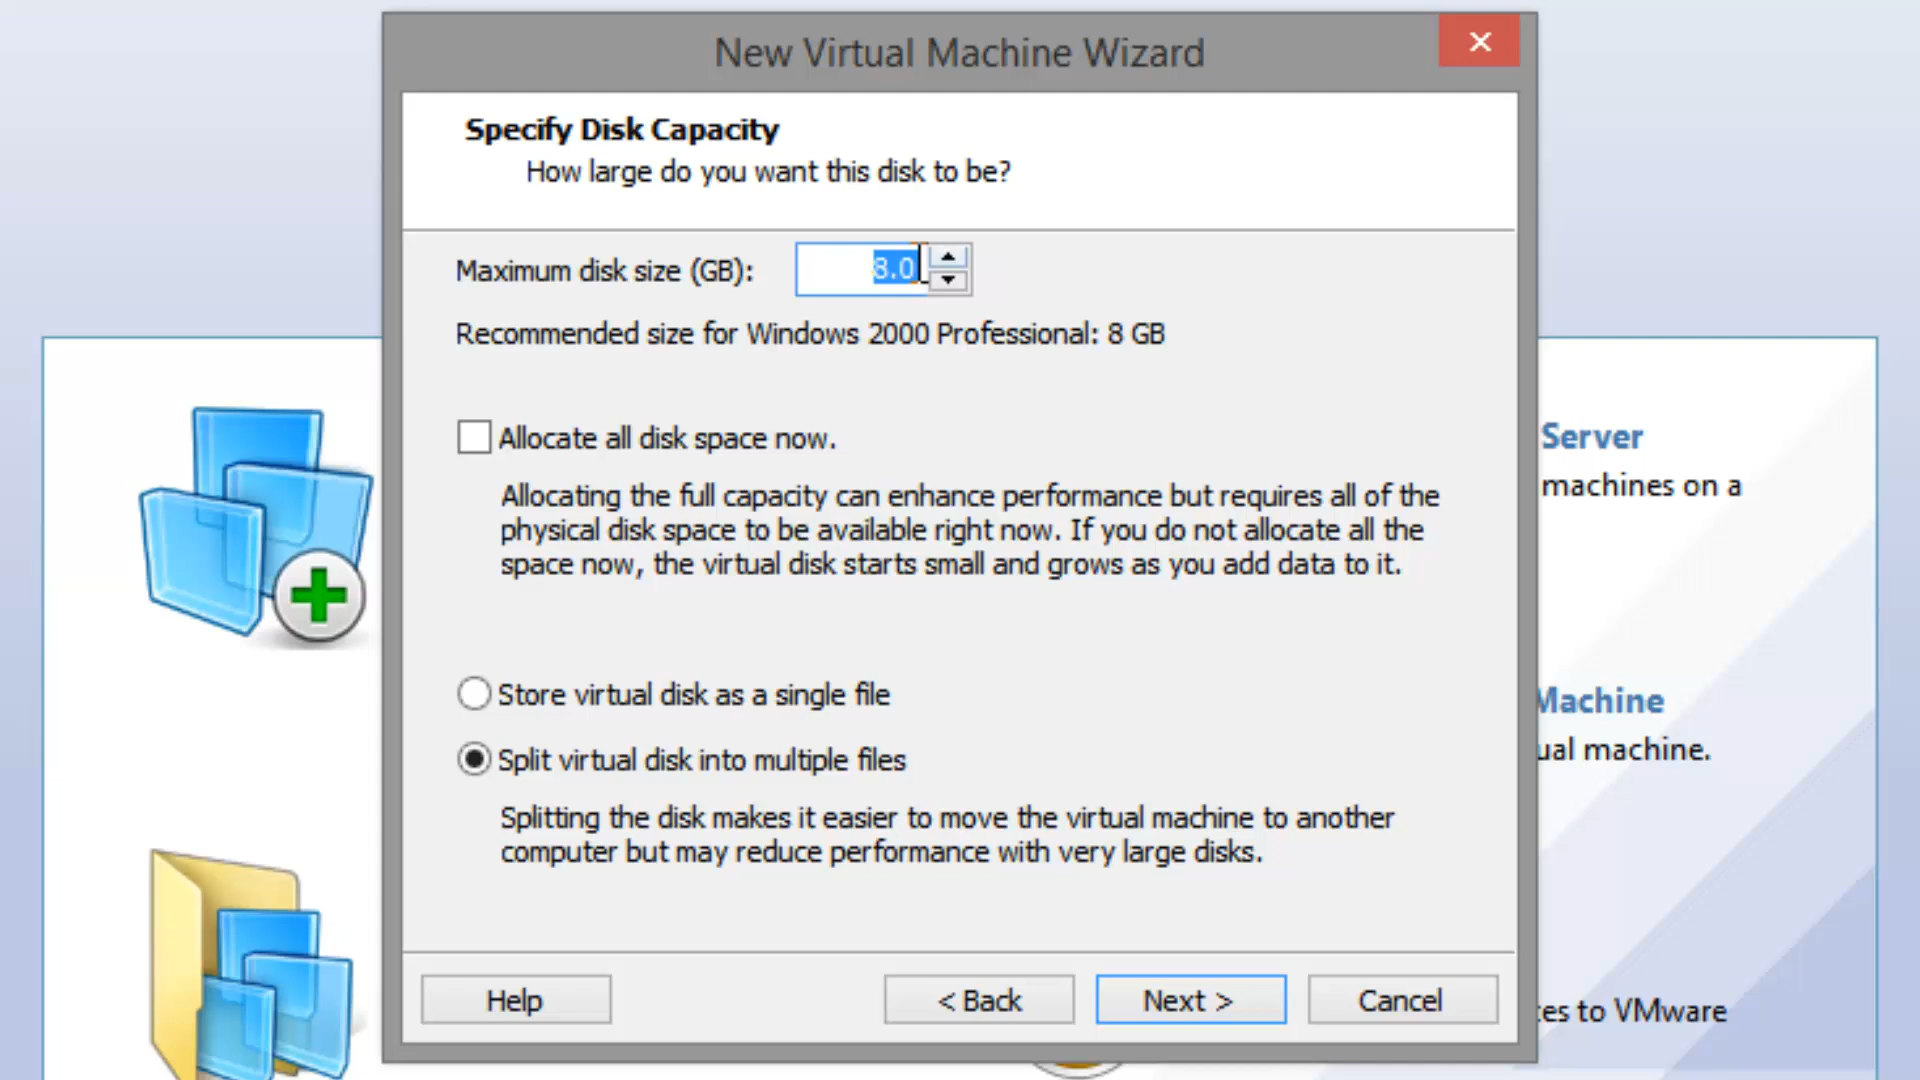 New Virtual Machine Wizard
Specify Disk Capacity
How large do you want this disk to be?
Maximum disk size (GB): 8.0
Recommended size for Windows 2000 Professional: 8 GB
Allocate all disk space now.
Allocating the full capacity can enhance performance but requires all of the
physical disk space to be available right now. If you do not allocate all the
space now, the virtual disk starts small and grows as you add data to it.
Store virtual disk as a single file
Split virtual disk into multiple files
Splitting the disk makes it easier to move the virtual machine to another
computer but may reduce performance with very large disks.
Help
< Back
Next >
Cancel
Server
machines on a
Machine
machine.
to VMware